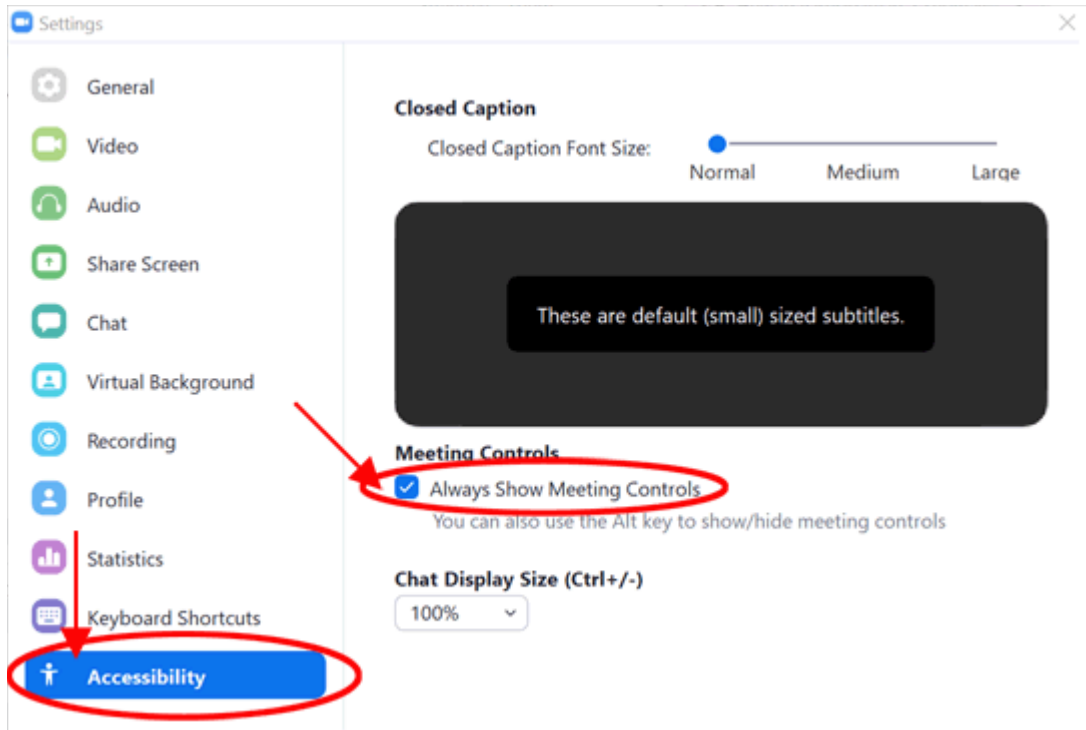 Settings
General
Video
Audio
Share Screen
Chat
Virtual Background
Recording
Profile
Statistics
Keyboard Shortcuts
Accessibility
Closed Caption
Closed Caption Font Size:
Normal Medium Large
These are default (small) sized subtitles.
Meeting Controls
Always Show Meeting Controls
You can also use the Alt key to show/hide meeting controls
Chat Display Size (Ctrl+/-)
100%